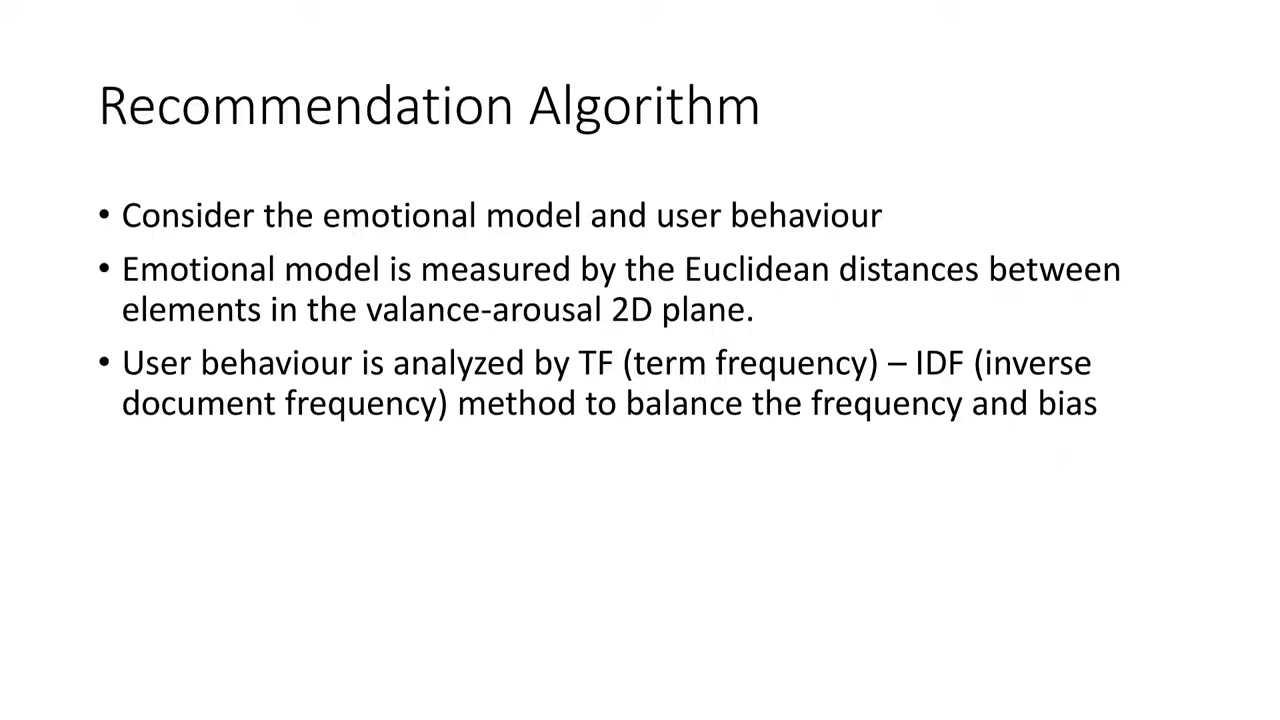 Recommendation Algorithm
• Consider the emotional model and user behaviour
• Emotional model is measured by the Euclidean distances between
elements in the valance-arousal 2D plane.
• User behaviour is analyzed by TF (term frequency) – IDF (inverse
document frequency) method to balance the frequency and bias